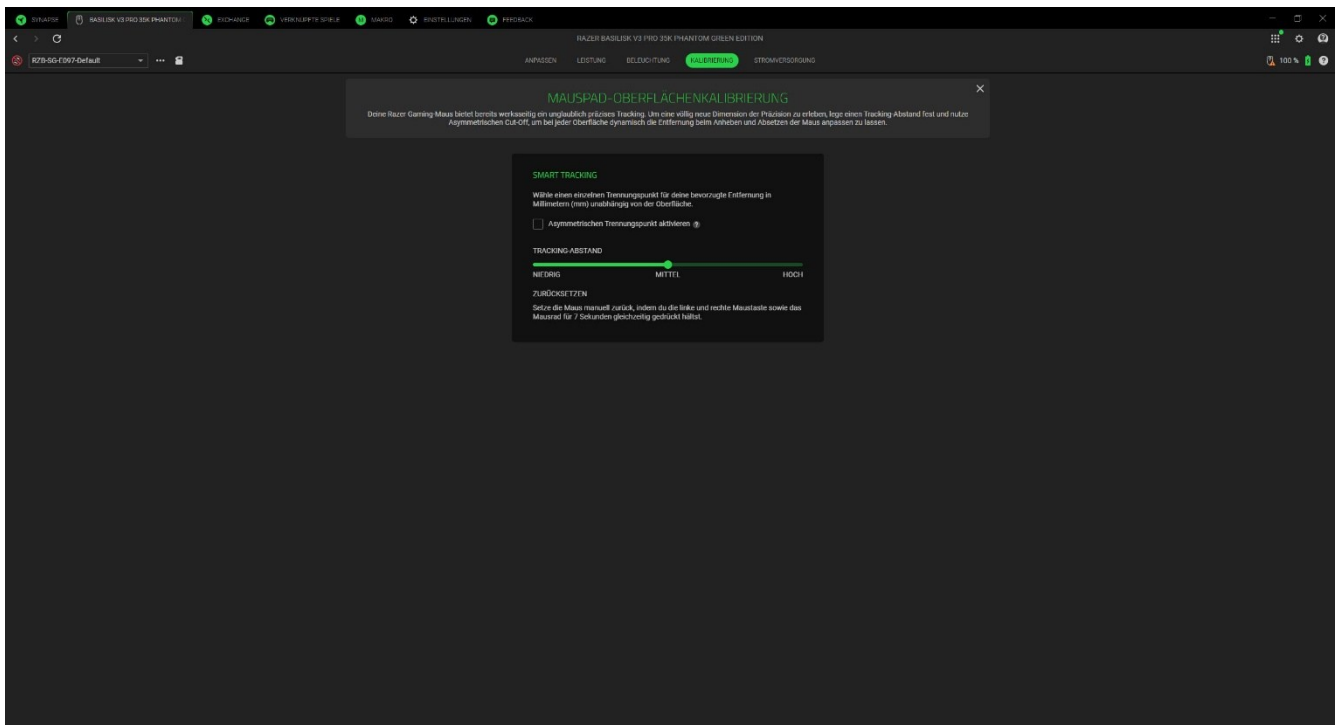 SYNAPSE
BASILISK V3 PRO 35K PHANTOM
EXCHANGE
VERKNÜPFTE SPIELE
MAKRO
EINSTELLUNGEN
FEEDBACK
RAZER BASILISK V3 PRO 35K PHANTOM GREEN EDITION
RZB-SG-E097-Default
ANPASSEN
LEISTUNG
BELEUCHTUNG
KALIBRIERUNG
STROMVERSORGUNG
100 %
MAUSPAD-OBERFLÄCHENKALIBRIERUNG
Deine Razer Gaming-Maus bietet bereits werksseitig ein unglaublich präzises Tracking. Um eine völlig neue Dimension der Präzision zu erleben, lege einen Tracking-Abstand fest und nutze
Asymmetrischen Cut-Off, um bei jeder Oberfläche dynamisch die Entfernung beim Anheben und Absetzen der Maus anpassen zu lassen.
SMART TRACKING
Wähle einen einzelnen Trennungspunkt für deine bevorzugte Entfernung in
Millimetern (mm) unabhängig von der Oberfläche.
Asymmetrischen Trennungspunkt aktivieren
TRACKING-ABSTAND
NIEDRIG MITTEL HOCH
ZURÜCKSETZEN
Setze die Maus manuell zurück, indem du die linke und rechte Maustaste sowie das
Mausrad für 7 Sekunden gleichzeitig gedrückt hältst.